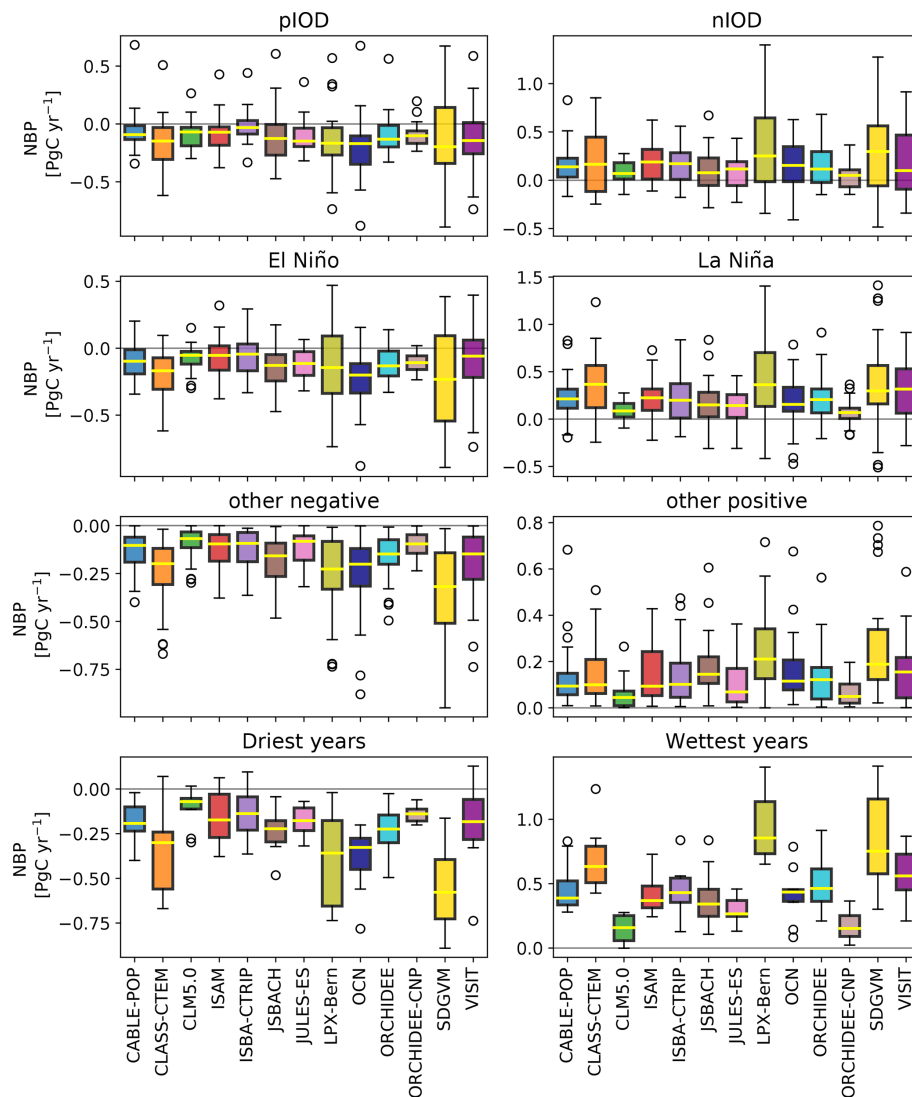 pIOD
nIOD
NBP
[PgC yr⁻¹]
0.5
−0.0
−0.5
1.0
0.5
0.0
−0.5
El Niño
La Niña
NBP
[PgC yr⁻¹]
0.5
−0.0
−0.5
1.5
1.0
0.5
0.0
−0.5
other negative
other positive
NBP
[PgC yr⁻¹]
0.00
−0.25
−0.50
−0.75
0.8
0.6
0.4
0.2
0.0
Driest years
Wettest years
NBP
[PgC yr⁻¹]
0.00
−0.25
−0.50
−0.75
1.0
0.5
0.0
CABLE-POP
CLASS-CTEM
CLM5.0
ISAM
ISBA-CTRIP
JSBACH
JULES-ES
LPX-Bern
OCN
ORCHIDEE
ORCHIDEE-CNP
SDGVM
VISIT
CABLE-POP
CLASS-CTEM
CLM5.0
ISAM
ISBA-CTRIP
JSBACH
JULES-ES
LPX-Bern
OCN
ORCHIDEE
ORCHIDEE-CNP
SDGVM
VISIT